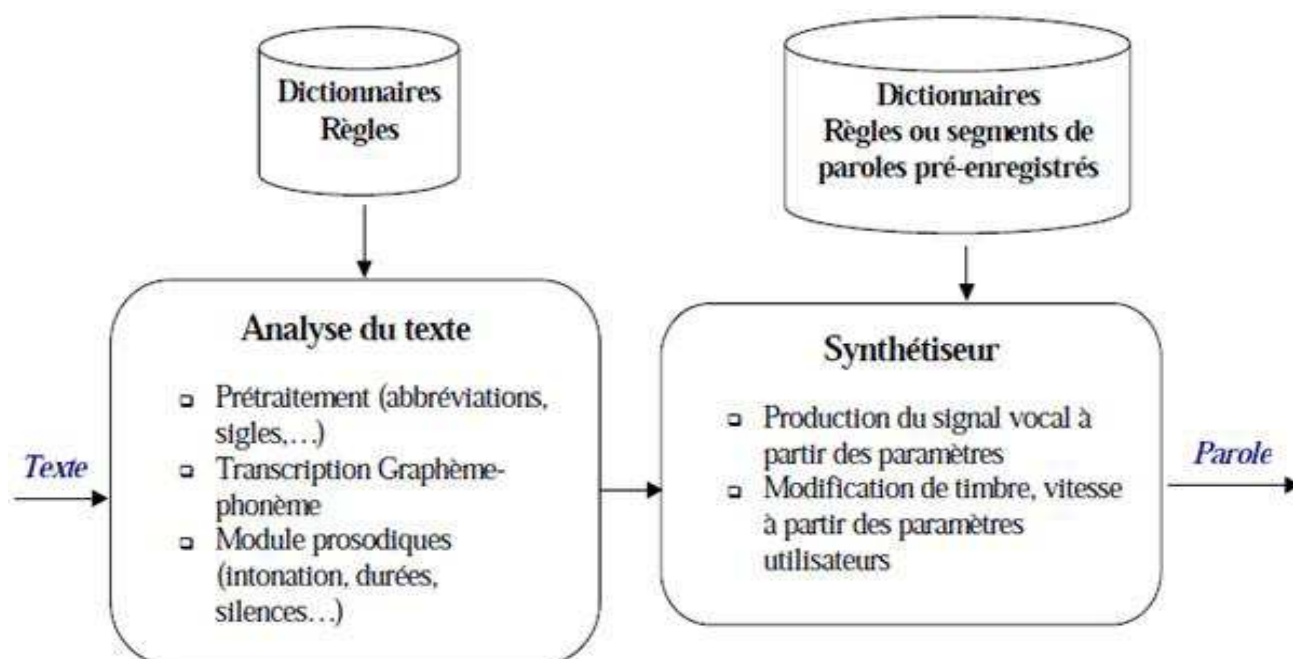 Dictionnaires
Règles
Dictionnaires
Règles ou segments de
paroles pré-enregistrés
Texte
Analyse du texte
❑ Prétraitement (abbréviations,
sigles,…)
❑ Transcription Graphème-
phonème
❑ Module prosodiques
(intonation, durées,
silences…)
Synthétiseur
❑ Production du signal vocal à
partir des paramètres
❑ Modification de timbre, vitesse
à partir des paramètres
utilisateurs
Parole